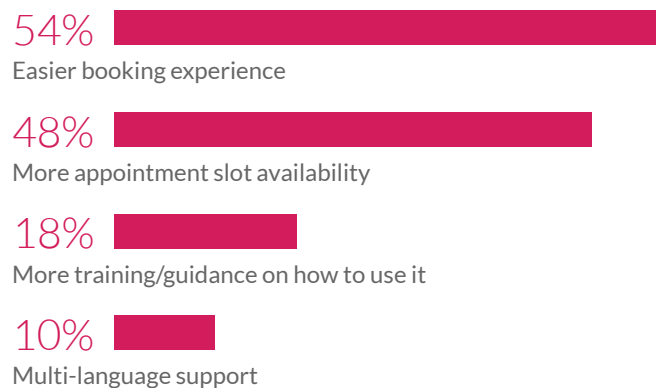 54%
Easier booking experience
48%
More appointment slot availability
18%
More training/guidance on how to use it
10%
Multi-language support